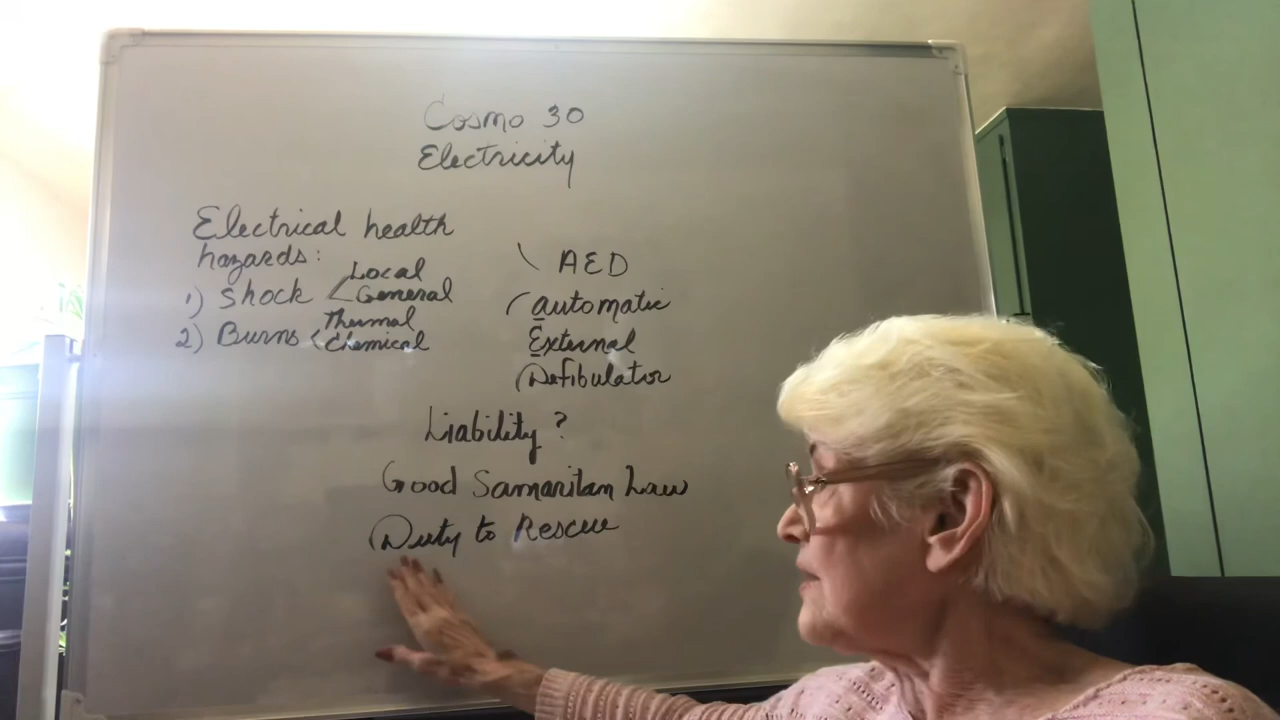 Cosmo 30
Electricity
Electrical health
hazards:
1) Shock < Local
General
2) Burns < Thermal
Chemical
AED
automatic
External
Defibulator
Liability?
Good Samaritan Law
Duty to Rescue